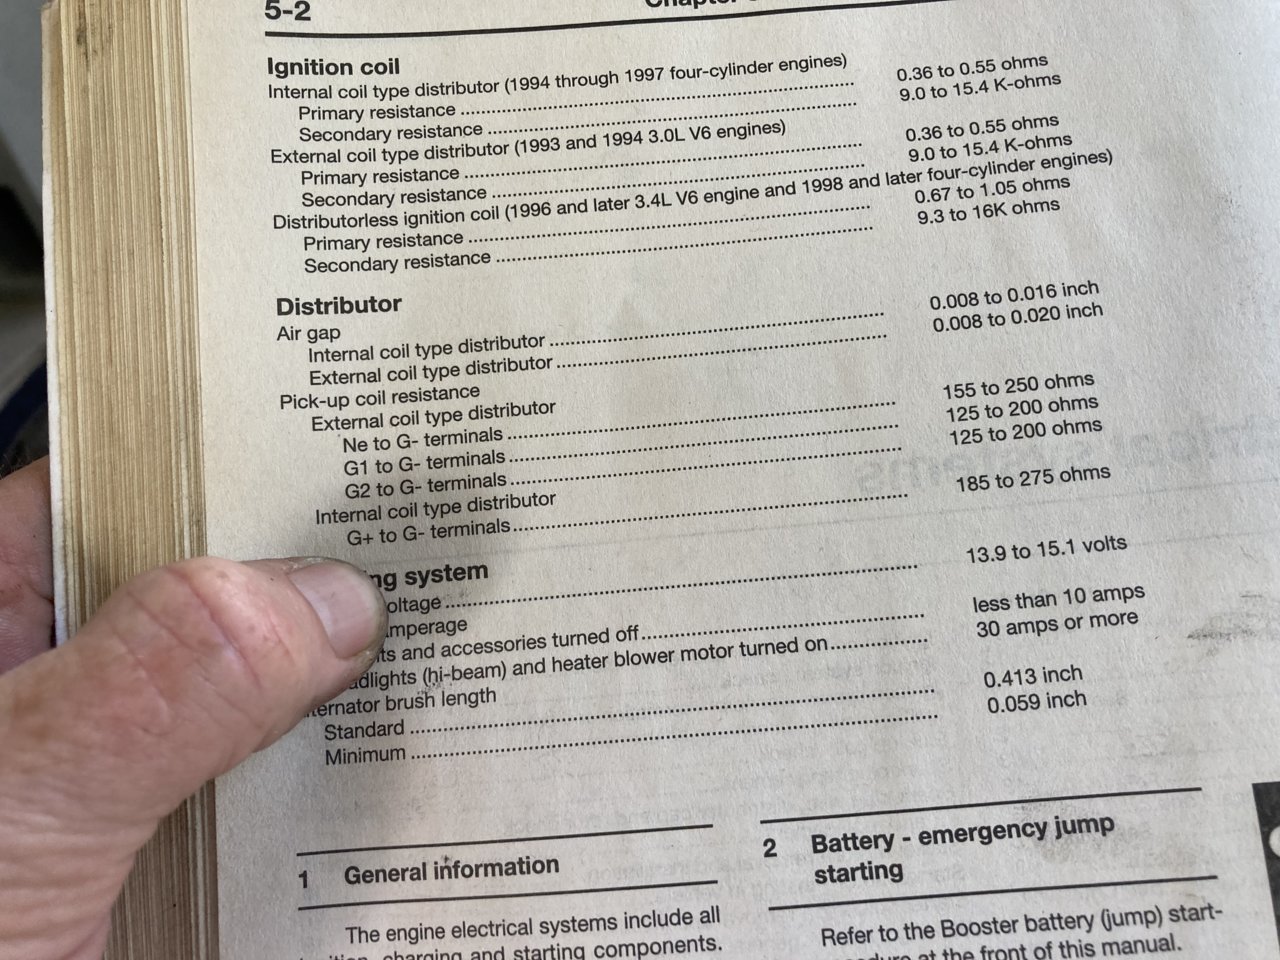 5-2
Ignition coil
Internal coil type distributor (1994 through 1997 four-cylinder engines)
Primary resistance ........ 0.36 to 0.55 ohms
Secondary resistance ........ 9.0 to 15.4 K-ohms
External coil type distributor (1993 and 1994 3.0L V6 engines)
Primary resistance ........ 0.36 to 0.55 ohms
Secondary resistance ........ 9.0 to 15.4 K-ohms
Distributorless ignition coil (1996 and later 3.4L V6 engine and 1998 and later four-cylinder engines)
Primary resistance ........ 0.67 to 1.05 ohms
Secondary resistance ........ 9.3 to 16K ohms
Distributor
Air gap
Internal coil type distributor ........ 0.008 to 0.016 inch
External coil type distributor ........ 0.008 to 0.020 inch
Pick-up coil resistance
External coil type distributor
Ne to G- terminals ........ 155 to 250 ohms
G1 to G- terminals ........ 125 to 200 ohms
G2 to G- terminals ........ 125 to 200 ohms
Internal coil type distributor
G+ to G- terminals ........ 185 to 275 ohms
ng system
oltage ........ 13.9 to 15.1 volts
mperage
ts and accessories turned off ........ less than 10 amps
adlights (hi-beam) and heater blower motor turned on ........ 30 amps or more
ernator brush length
Standard ........ 0.413 inch
Minimum ........ 0.059 inch
1 General information
The engine electrical systems include all
charging and starting components.
2 Battery - emergency jump
starting
Refer to the Booster battery (jump) start-
at the front of this manual.